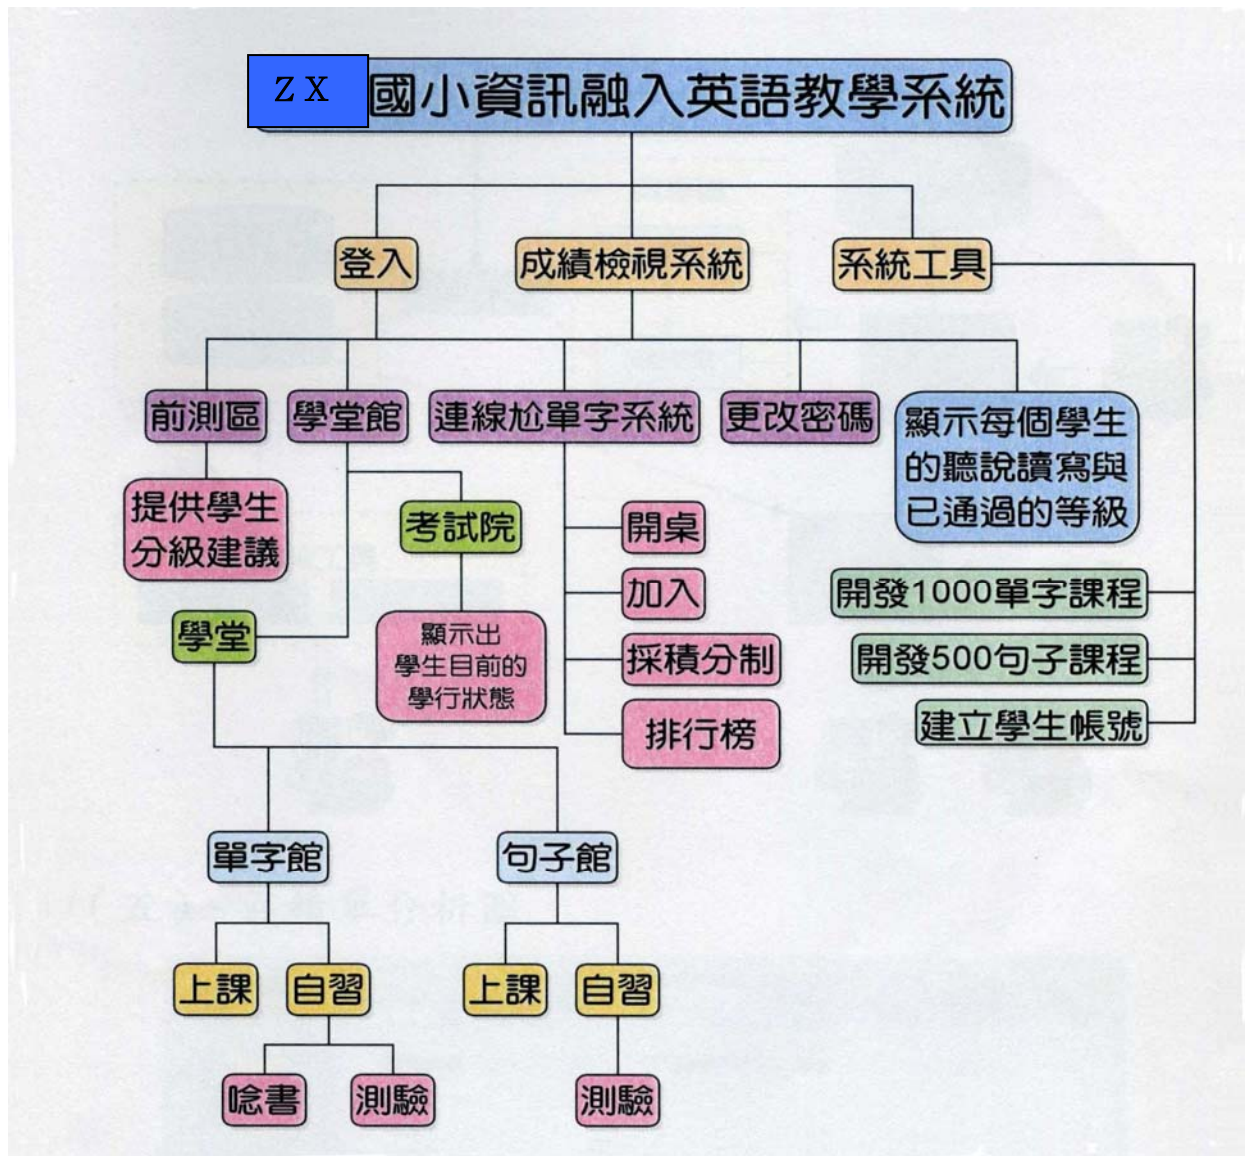 ZX 國小資訊融入英語教學系統
登入
成績檢視系統
系統工具
前測區
學堂館
連線尬單字系統
更改密碼
顯示每個學生
的聽說讀寫與
已通過的等級
提供學生
分級建議
考試院
開桌
加入
採積分制
排行榜
開發1000單字課程
開發500句子課程
建立學生帳號
學堂
顯示出
學生目前的
學行狀態
單字館
句子館
上課
自習
上課
自習
唸書
測驗
測驗